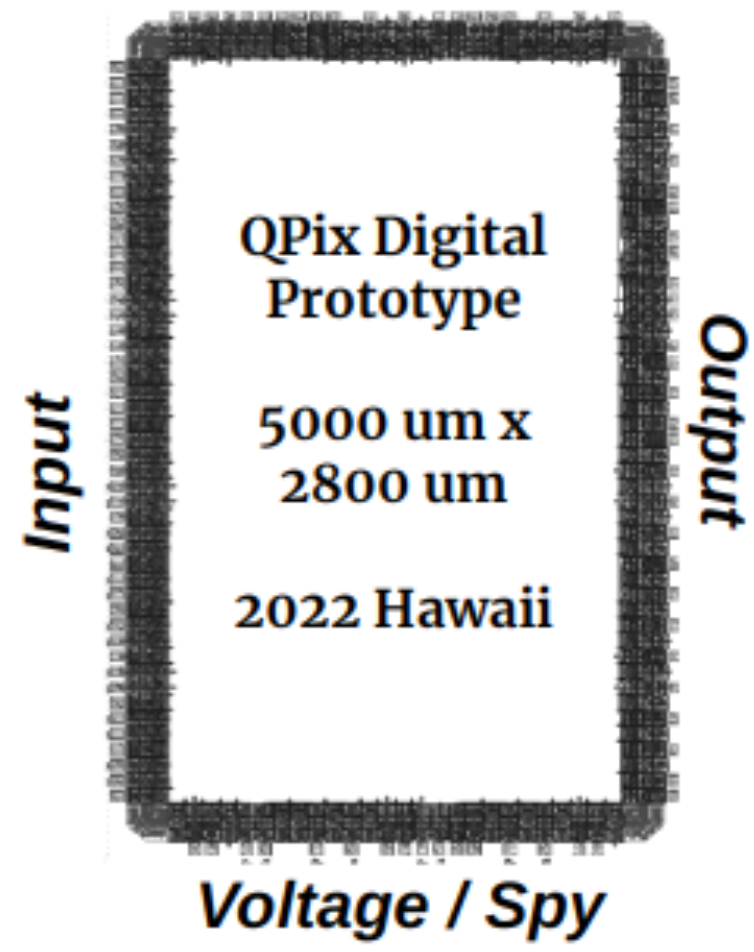 QPix Digital
Prototype
5000 um x
2800 um
2022 Hawaii
Input
Output
Voltage / Spy